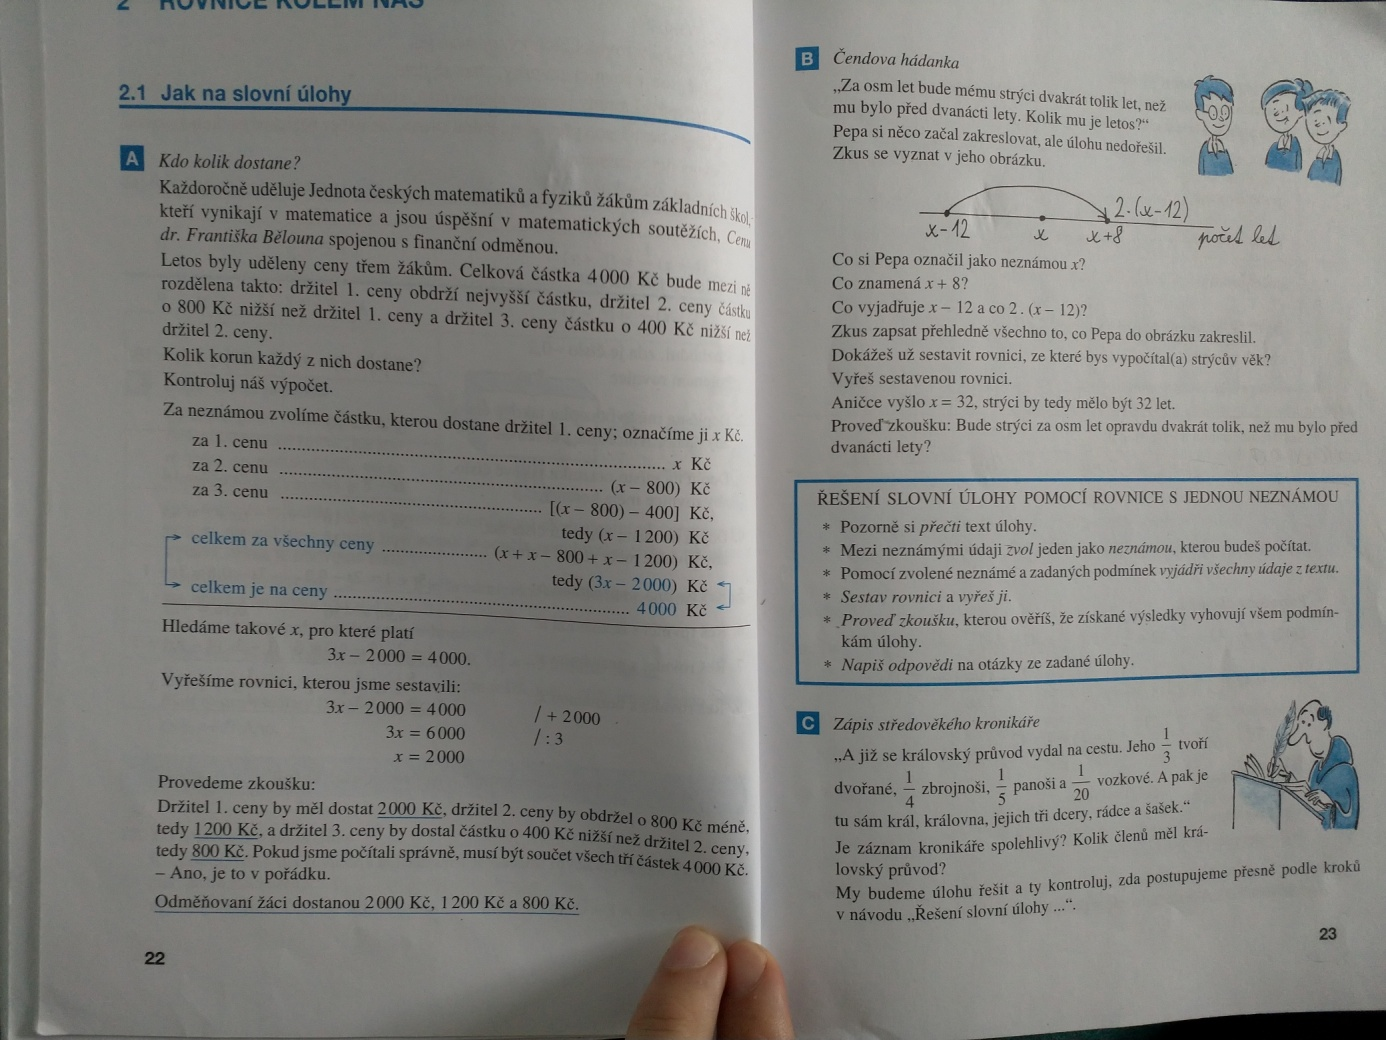 2 ROVNICE KOLEM NÁS
2.1 Jak na slovní úlohy
A Kdo kolik dostane?
Každoročně uděluje Jednota českých matematiků a fyziků žákům základních škol,
kteří vynikají v matematice a jsou úspěšní v matematických soutěžích, Cenu
dr. Františka Bělouna spojenou s finanční odměnou.
Letos byly uděleny ceny třem žákům. Celková částka 4 000 Kč bude mezi ně
rozdělena takto: držitel 1. ceny obdrží nejvyšší částku, držitel 2. ceny částku
o 800 Kč nižší než držitel 1. ceny a držitel 3. ceny částku o 400 Kč nižší než
držitel 2. ceny.
Kolik korun každý z nich dostane?
Kontroluj náš výpočet.
Za neznámou zvolíme částku, kterou dostane držitel 1. ceny; označíme ji x Kč.
za 1. cenu ........ x Kč
za 2. cenu ........ (x – 800) Kč
za 3. cenu ........ [(x – 800) – 400] Kč,
tedy (x – 1 200) Kč
celkem za všechny ceny ........ (x + x – 800 + x – 1 200) Kč,
tedy (3x – 2 000) Kč
celkem je na ceny ........ 4 000 Kč
Hledáme takové x, pro které platí
3x – 2 000 = 4 000.
Vyřešíme rovnici, kterou jsme sestavili:
3x – 2 000 = 4 000 / + 2 000
3x = 6 000 / : 3
x = 2 000
Provedeme zkoušku:
Držitel 1. ceny by měl dostat 2 000 Kč, držitel 2. ceny by obdržel o 800 Kč méně,
tedy 1 200 Kč, a držitel 3. ceny by dostal částku o 400 Kč nižší než držitel 2. ceny,
tedy 800 Kč. Pokud jsme počítali správně, musí být součet všech tří částek 4 000 Kč.
– Ano, je to v pořádku.
Odměňovaní žáci dostanou 2 000 Kč, 1 200 Kč a 800 Kč.
22
B Čendova hádanka
„Za osm let bude mému strýci dvakrát tolik let, než
mu bylo před dvanácti lety. Kolik mu je letos?“
Pepa si něco začal zakreslovat, ale úlohu nedořešil.
Zkus se vyznat v jeho obrázku.
2·(x–12)
x–12 x x+8 počet let
Co si Pepa označil jako neznámou x?
Co znamená x + 8?
Co vyjadřuje x – 12 a co 2 . (x – 12)?
Zkus zapsat přehledně všechno to, co Pepa do obrázku zakreslil.
Dokážeš už sestavit rovnici, ze které bys vypočítal(a) strýcův věk?
Vyřeš sestavenou rovnici.
Aničce vyšlo x = 32, strýci by tedy mělo být 32 let.
Proveď zkoušku: Bude strýci za osm let opravdu dvakrát tolik, než mu bylo před
dvanácti lety?
ŘEŠENÍ SLOVNÍ ÚLOHY POMOCÍ ROVNICE S JEDNOU NEZNÁMOU
* Pozorně si přečti text úlohy.
* Mezi neznámými údaji zvol jeden jako neznámou, kterou budeš počítat.
* Pomocí zvolené neznámé a zadaných podmínek vyjádři všechny údaje z textu.
* Sestav rovnici a vyřeš ji.
* Proveď zkoušku, kterou ověříš, že získané výsledky vyhovují všem podmín-
kám úlohy.
* Napiš odpovědi na otázky ze zadané úlohy.
C Zápis středověkého kronikáře
„A již se královský průvod vydal na cestu. Jeho 1/3 tvoří
dvořané, 1/4 zbrojnoši, 1/5 panoši a 1/20 vozkové. A pak je
tu sám král, královna, jejich tři dcery, rádce a šašek.“
Je záznam kronikáře spolehlivý? Kolik členů měl krá-
lovský průvod?
My budeme úlohu řešit a ty kontroluj, zda postupujeme přesně podle kroků
v návodu „Řešení slovní úlohy ...“.
23